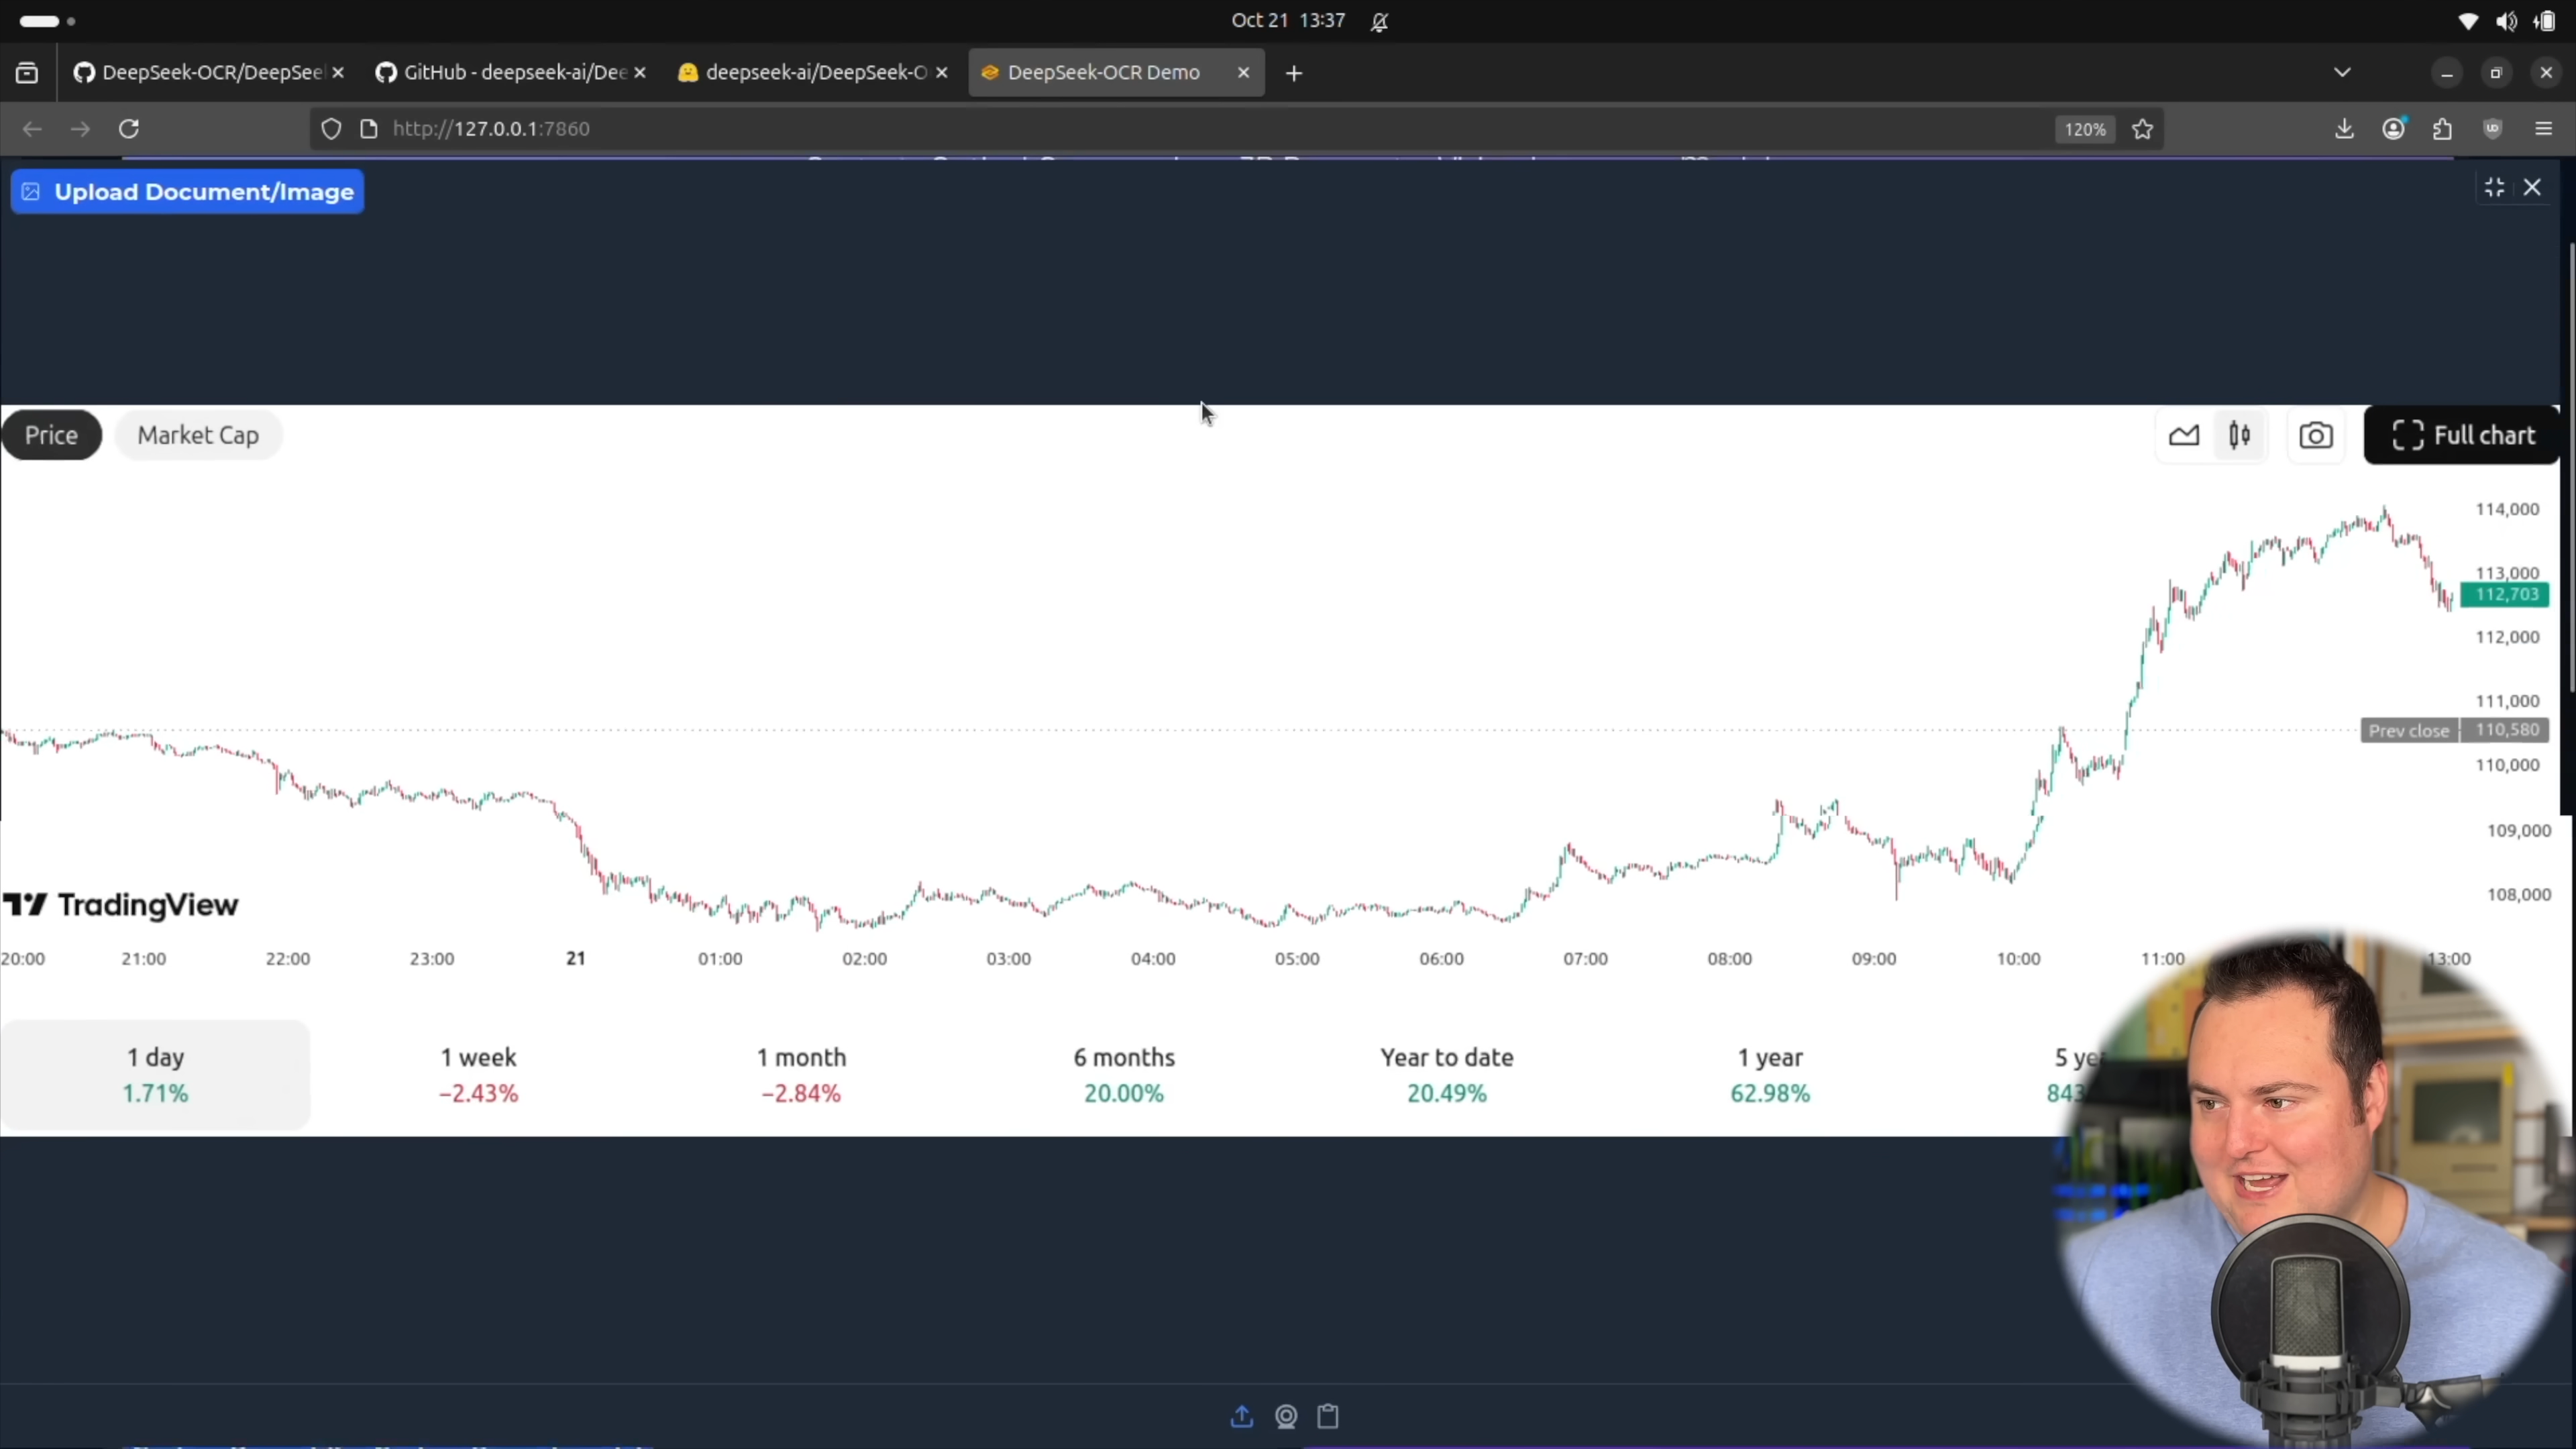 Oct 21 13:37
DeepSeek-OCR/DeepSeek
GitHub - deepseek-ai/Dee
deepseek-ai/DeepSeek-O
DeepSeek-OCR Demo
http://127.0.0.1:7860
120%
Upload Document/Image
Price
Market Cap
Full chart
114,000
113,000
112,703
112,000
111,000
Prev close 110,580
110,000
109,000
108,000
TradingView
20:00 21:00 22:00 23:00 21 01:00 02:00 03:00 04:00 05:00 06:00 07:00 08:00 09:00 10:00 11:00 13:00
1 day 1 week 1 month 6 months Year to date 1 year 5 ye
1.71% −2.43% −2.84% 20.00% 20.49% 62.98% 843